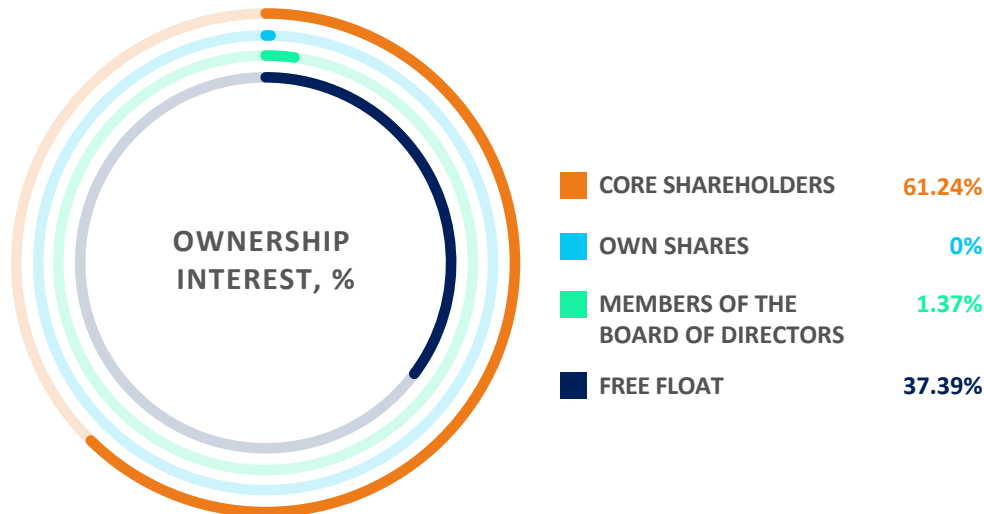 OWNERSHIP
INTEREST, %
CORE SHAREHOLDERS 61.24%
OWN SHARES 0%
MEMBERS OF THE 1.37%
BOARD OF DIRECTORS
FREE FLOAT 37.39%